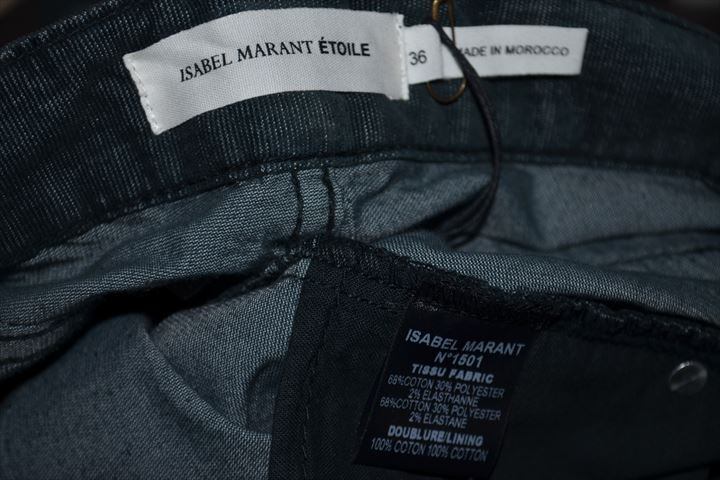 ISABEL MARANT ÉTOILE
36
MADE IN MOROCCO
ISABEL MARANT
N°1501
TISSU FABRIC
68%COTON 30% POLYESTER
2% ELASTHANNE
68%COTTON 30% POLYESTER
2% ELASTANE
DOUBLURE/LINING
100% COTON 100% COTTON